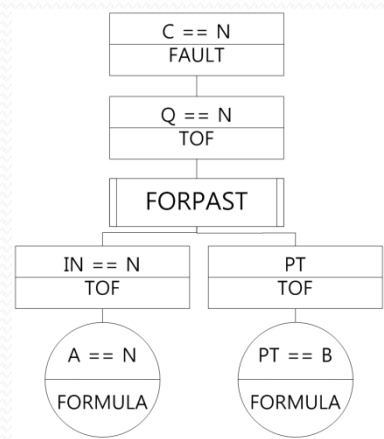 C == N
FAULT
Q == N
TOF
FORPAST
IN == N
TOF
PT
TOF
A == N
FORMULA
PT == B
FORMULA